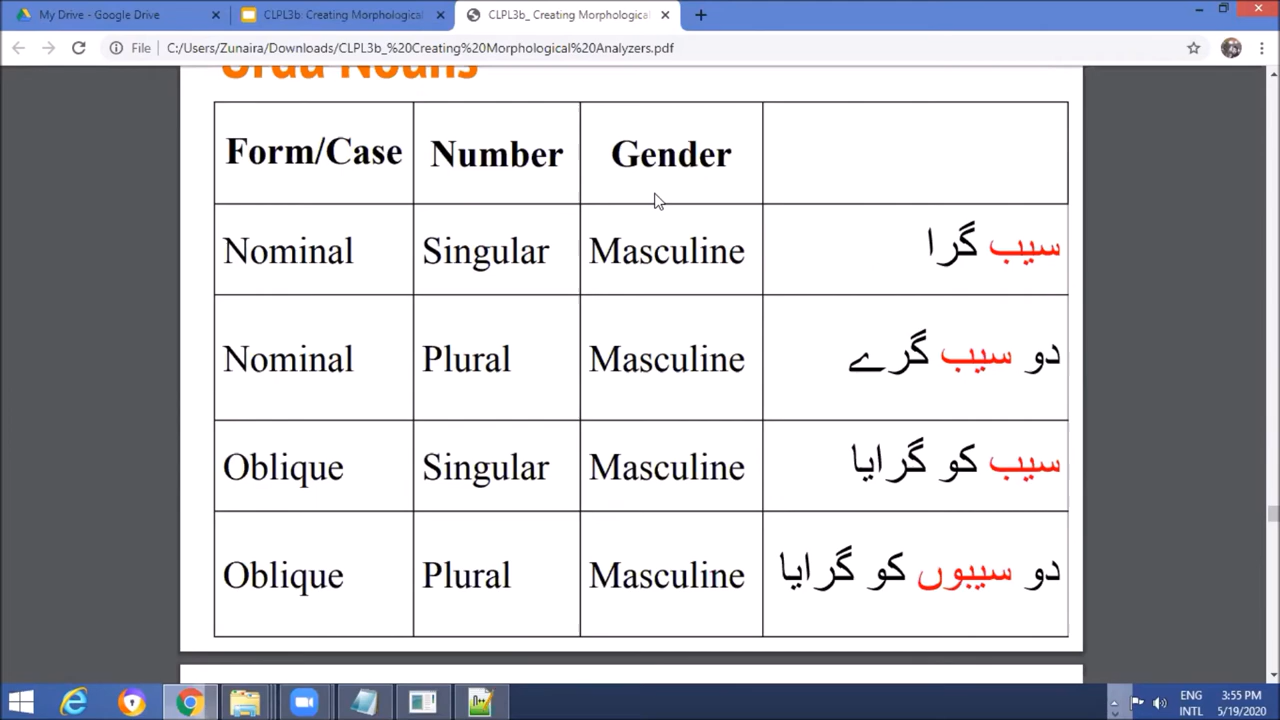 My Drive - Google Drive
CLPL3b: Creating Morphological
CLPL3b_ Creating Morphological
File C:/Users/Zunaira/Downloads/CLPL3b_%20Creating%20Morphological%20Analyzers.pdf
Urdu Nouns
Form/Case Number Gender
Nominal Singular Masculine سیب گرا
Nominal Plural Masculine دو سیب گرے
Oblique Singular Masculine سیب کو گرایا
Oblique Plural Masculine دو سیبوں کو گرایا
ENG 3:55 PM
INTL 5/19/2020